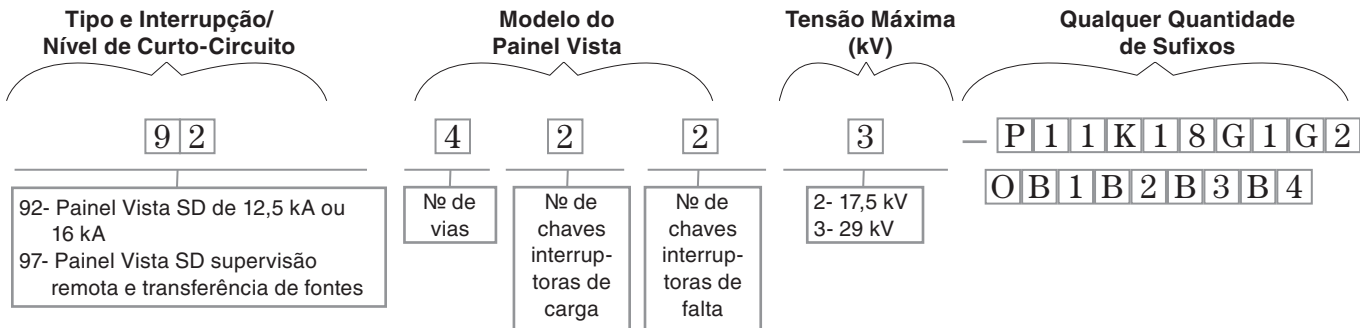 Tipo e Interrupção/
Nível de Curto-Circuito
Modelo do
Painel Vista
Tensão Máxima
(kV)
Qualquer Quantidade
de Sufixos
9 2
4
2
2
3
– P 1 1 K 1 8 G 1 G 2
O B 1 B 2 B 3 B 4
92- Painel Vista SD de 12,5 kA ou
16 kA
97- Painel Vista SD supervisão
remota e transferência de fontes
Nº de
vias
Nº de
chaves
interrup-
toras de
carga
Nº de
chaves
interrup-
toras de
falta
2- 17,5 kV
3- 29 kV